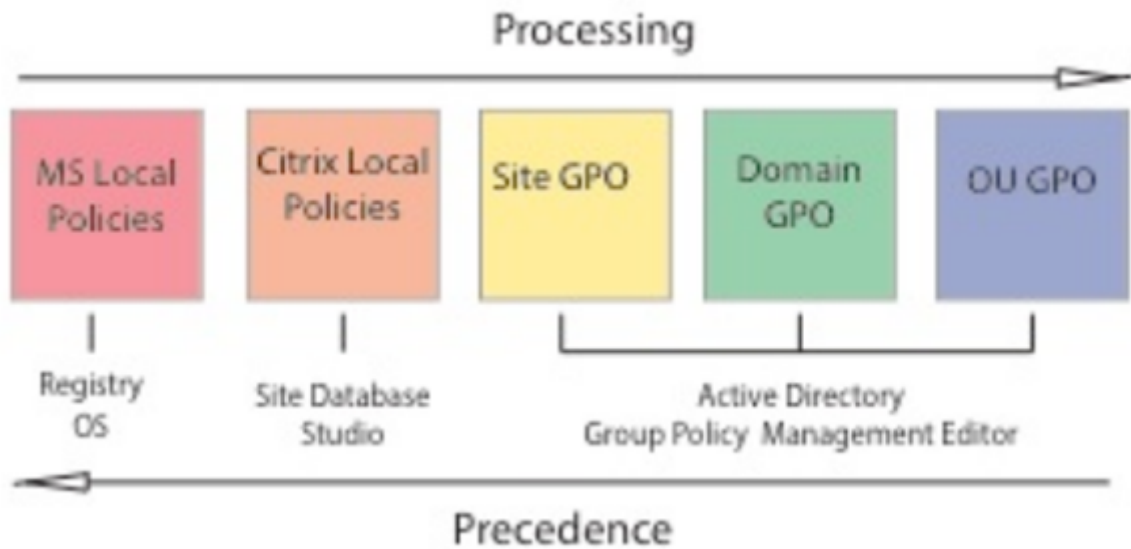 Processing
MS Local
Policies
Citrix Local
Policies
Site GPO
Domain
GPO
OU GPO
Registry
OS
Site Database
Studio
Active Directory
Group Policy Management Editor
Precedence